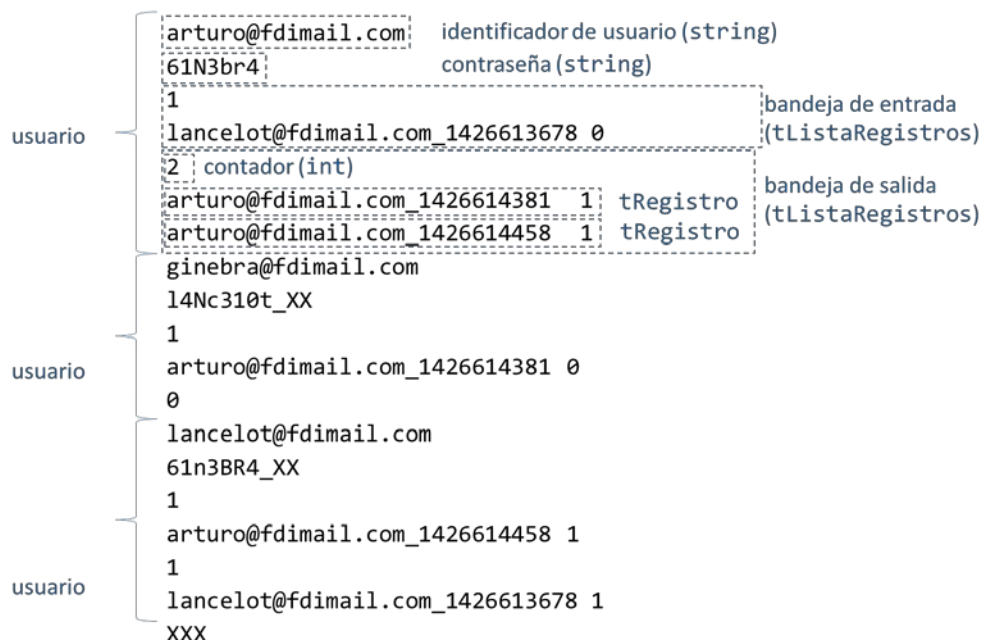 arturo@fdimail.com identificador de usuario (string)
61N3br4 contraseña (string)
1 bandeja de entrada
usuario lancelot@fdimail.com_1426613678 0 (tListaRegistros)
2 contador (int) bandeja de salida
arturo@fdimail.com_1426614381 1 tRegistro (tListaRegistros)
arturo@fdimail.com_1426614458 1 tRegistro
ginebra@fdimail.com
l4Nc310t_XX
1
usuario arturo@fdimail.com_1426614381 0
0
lancelot@fdimail.com
61n3BR4_XX
1
arturo@fdimail.com_1426614458 1
1
usuario lancelot@fdimail.com_1426613678 1
XXX